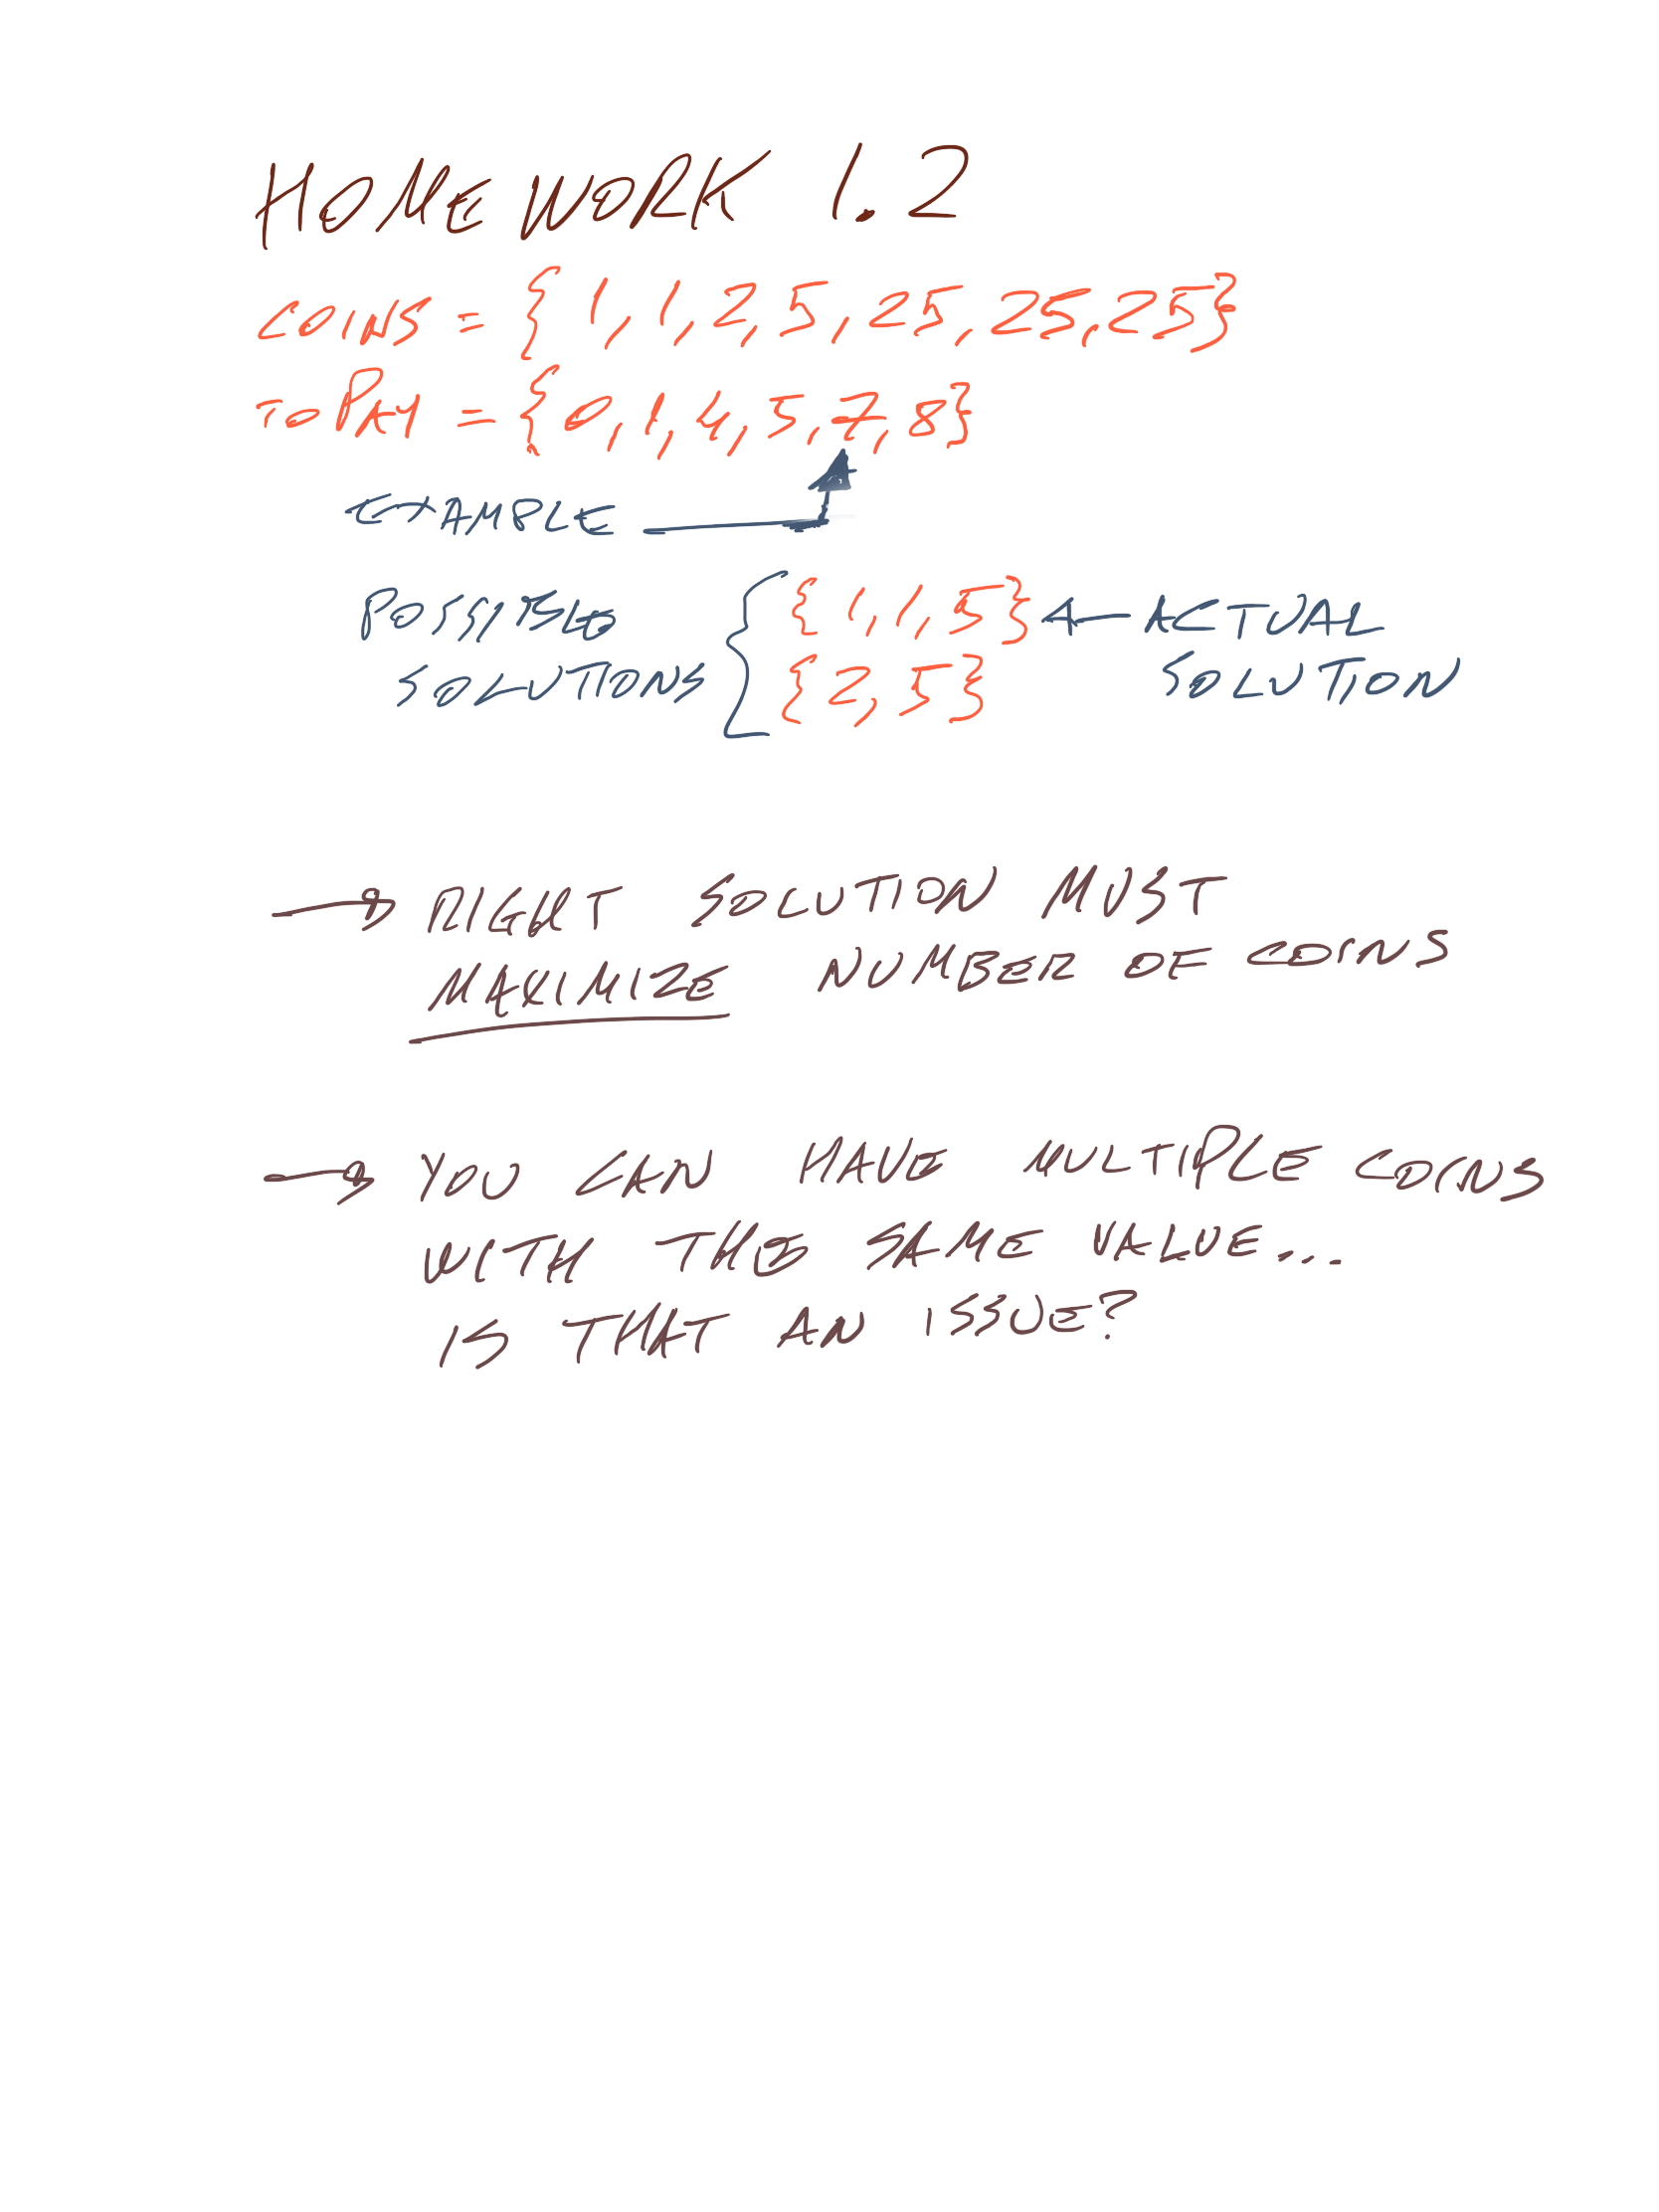 HOMEWORK 1.2
COINS = { 1, 1, 2, 5, 25, 25, 25}
TOPAY = {0, 1, 4, 5, 7, 8}
EXAMPLE
POSSIBLE { {1, 1, 5} ← ACTUAL
SOLUTIONS {2, 5} SOLUTION
→ RIGHT SOLUTION MUST
MAXIMIZE NUMBER OF COINS
→ YOU CAN HAVE MULTIPLE COINS
WITH THE SAME VALUE...
IS THAT AN ISSUE?